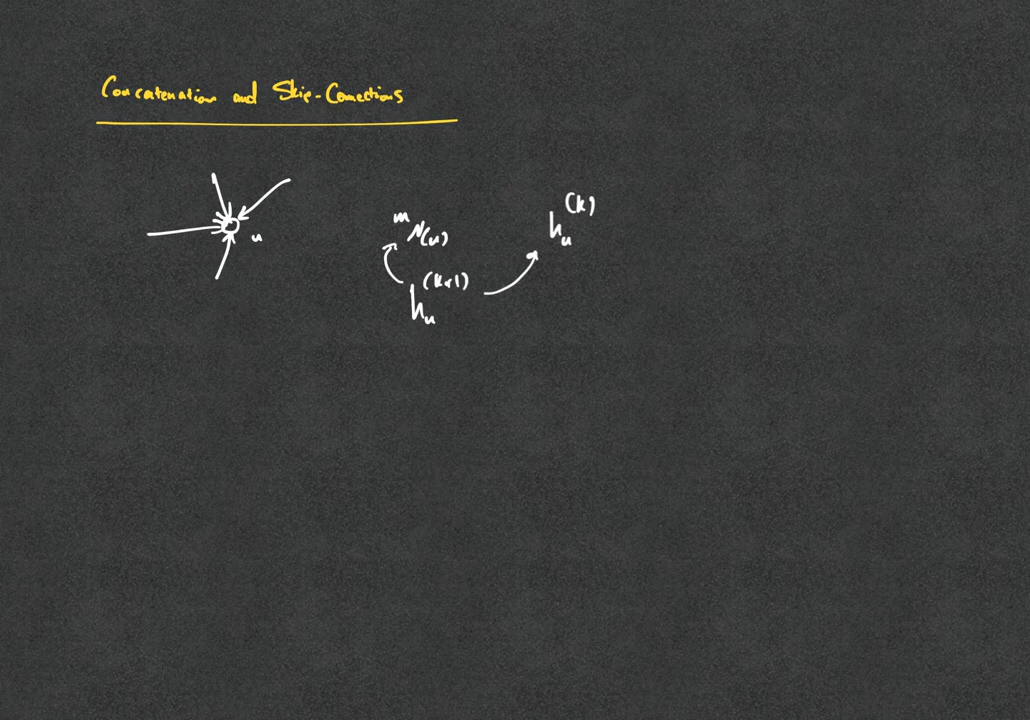 Concatenation and Skip-Connections
u
m_N(u)
h_u^(k)
h_u^(k+1)